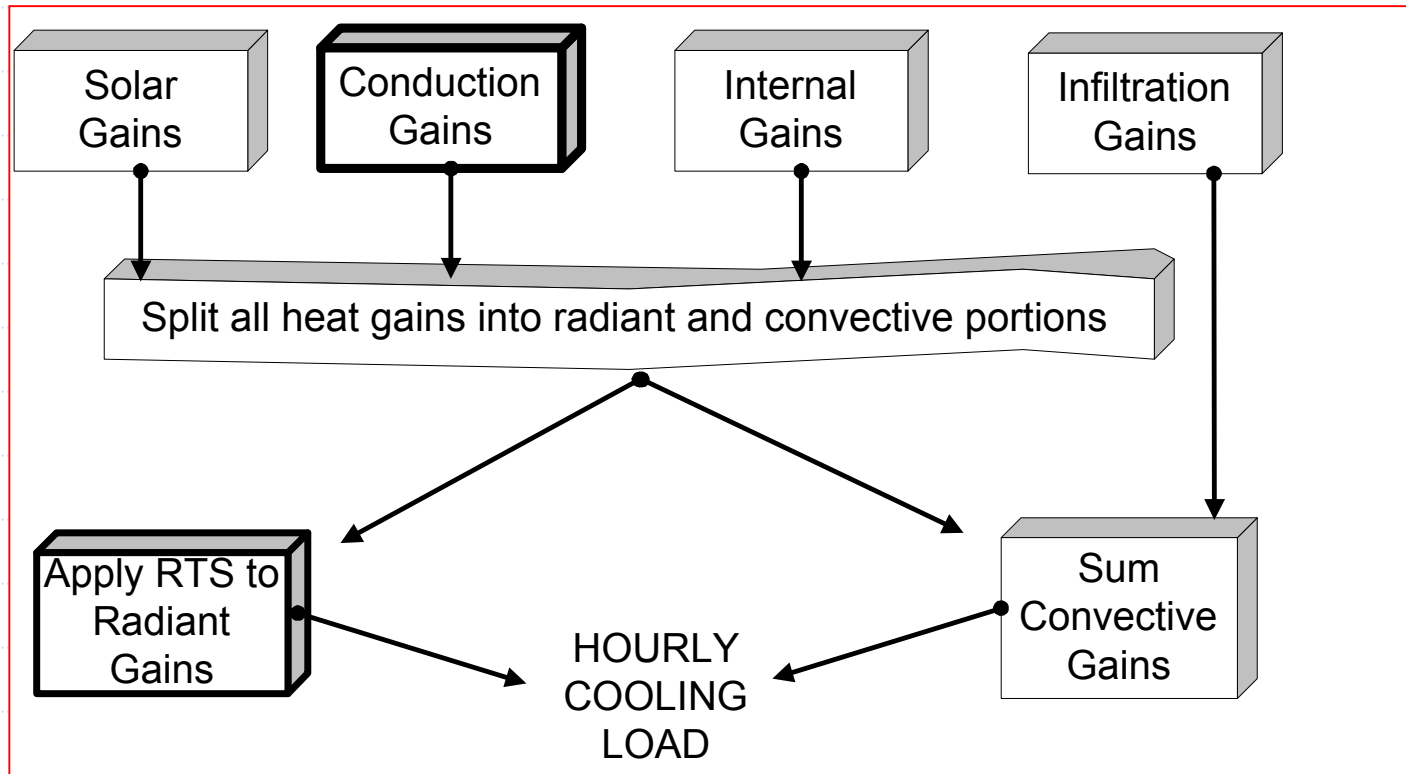 Solar
Gains
Conduction
Gains
Internal
Gains
Infiltration
Gains
Split all heat gains into radiant and convective portions
Apply RTS to
Radiant
Gains
HOURLY
COOLING
LOAD
Sum
Convective
Gains